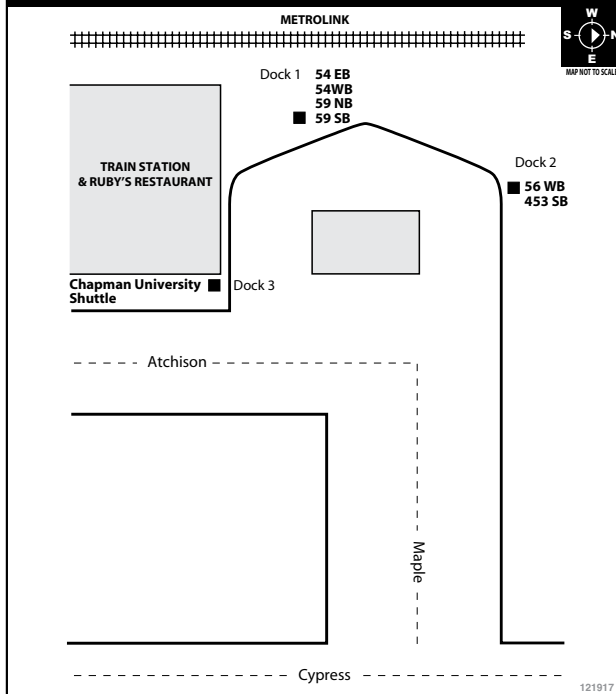 METROLINK
W
S N
E
MAP NOT TO SCALE
Dock 1 54 EB
54WB
59 NB
59 SB
TRAIN STATION
& RUBY'S RESTAURANT
Dock 2
56 WB
453 SB
Chapman University
Shuttle
Dock 3
Atchison
Maple
Cypress
121917